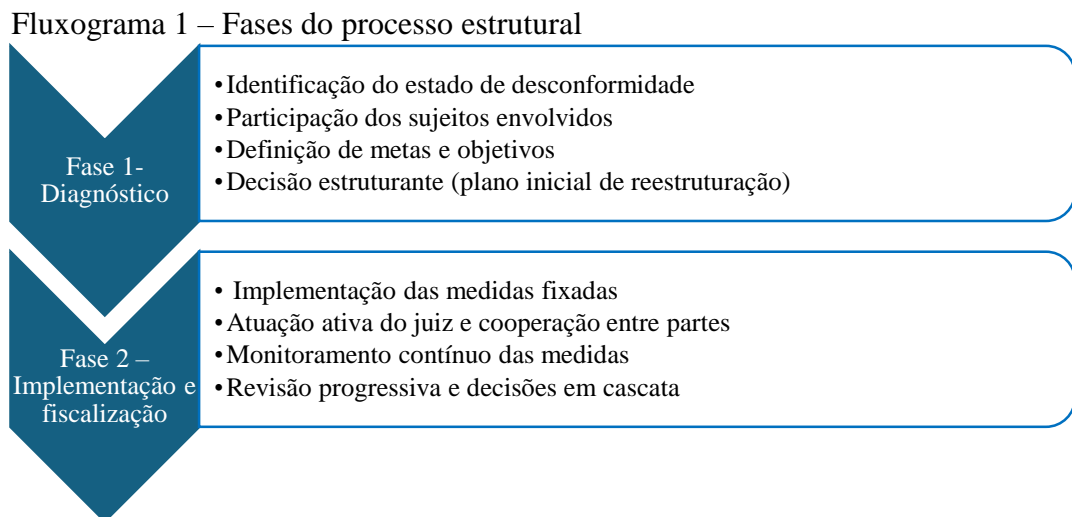 Fluxograma 1 – Fases do processo estrutural
Fase 1-
Diagnóstico
•Identificação do estado de desconformidade
•Participação dos sujeitos envolvidos
•Definição de metas e objetivos
•Decisão estruturante (plano inicial de reestruturação)
Fase 2 –
Implementação e
fiscalização
• Implementação das medidas fixadas
•Atuação ativa do juiz e cooperação entre partes
•Monitoramento contínuo das medidas
•Revisão progressiva e decisões em cascata